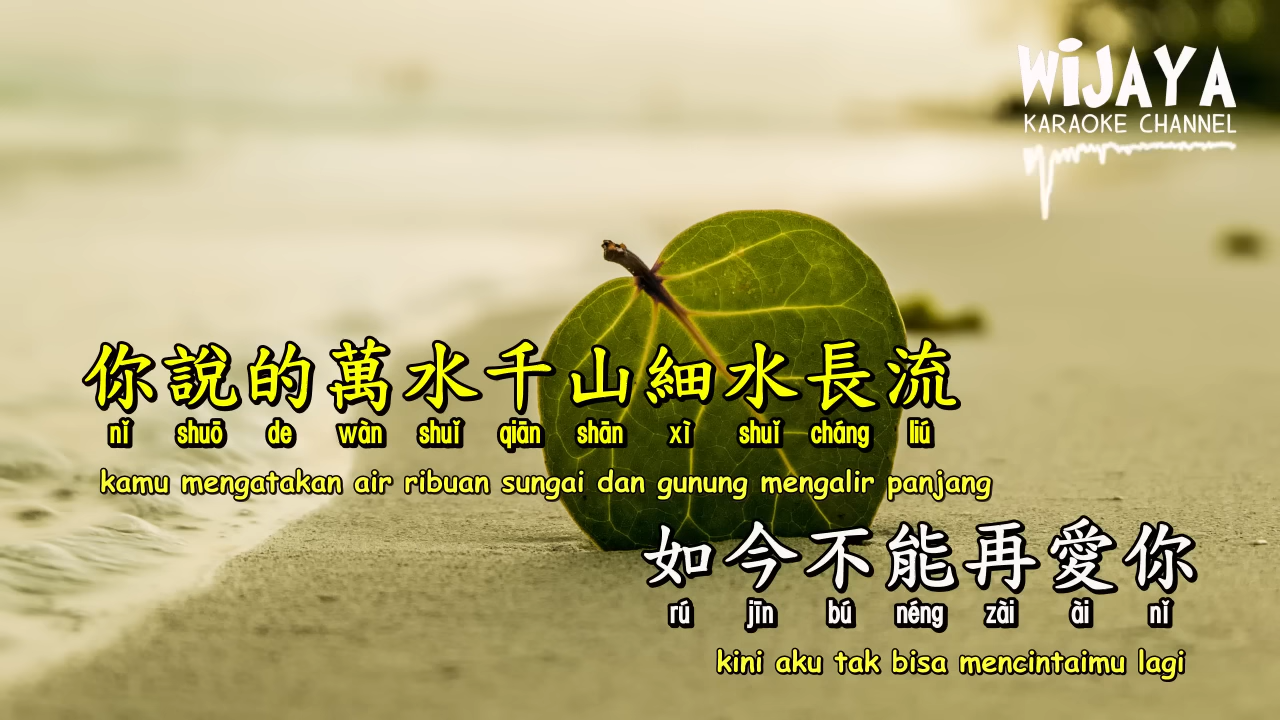 WiJAYA
KARAOKE CHANNEL
你說的萬水千山細水長流
nǐ shuō de wàn shuǐ qiān shān xì shuǐ cháng liú
kamu mengatakan air ribuan sungai dan gunung mengalir panjang
如今不能再愛你
rú jīn bú néng zài ài nǐ
kini aku tak bisa mencintaimu lagi